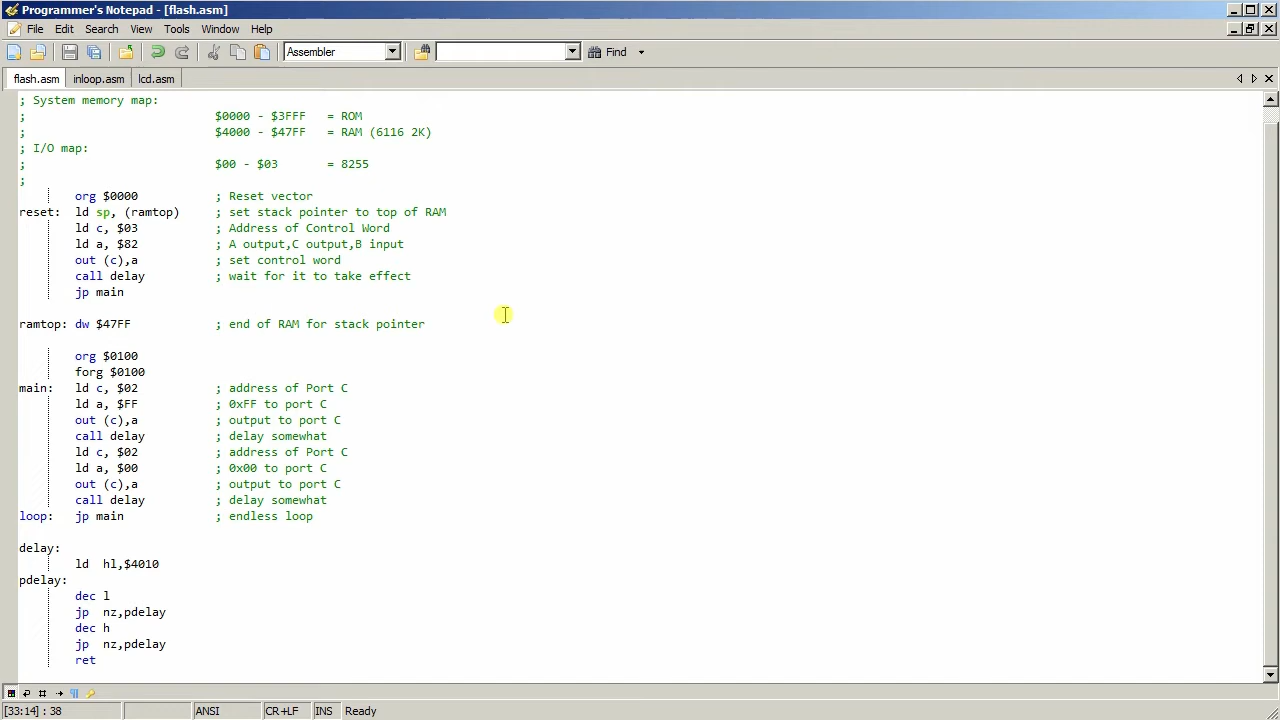 Programmer's Notepad - [flash.asm]
File Edit Search View Tools Window Help
Assembler Find
flash.asm inloop.asm lcd.asm
; System memory map:
; $0000 - $3FFF = ROM
; $4000 - $47FF = RAM (6116 2K)
; I/O map:
; $00 - $03 = 8255
;
org $0000 ; Reset vector
reset: ld sp, (ramtop) ; set stack pointer to top of RAM
ld c, $03 ; Address of Control Word
ld a, $82 ; A output,C output,B input
out (c),a ; set control word
call delay ; wait for it to take effect
jp main
ramtop: dw $47FF ; end of RAM for stack pointer
org $0100
forg $0100
main: ld c, $02 ; address of Port C
ld a, $FF ; 0xFF to port C
out (c),a ; output to port C
call delay ; delay somewhat
ld c, $02 ; address of Port C
ld a, $00 ; 0x00 to port C
out (c),a ; output to port C
call delay ; delay somewhat
loop: jp main ; endless loop
delay:
ld hl,$4010
pdelay:
dec l
jp nz,pdelay
dec h
jp nz,pdelay
ret
[33:14] : 38 ANSI CR+LF INS Ready